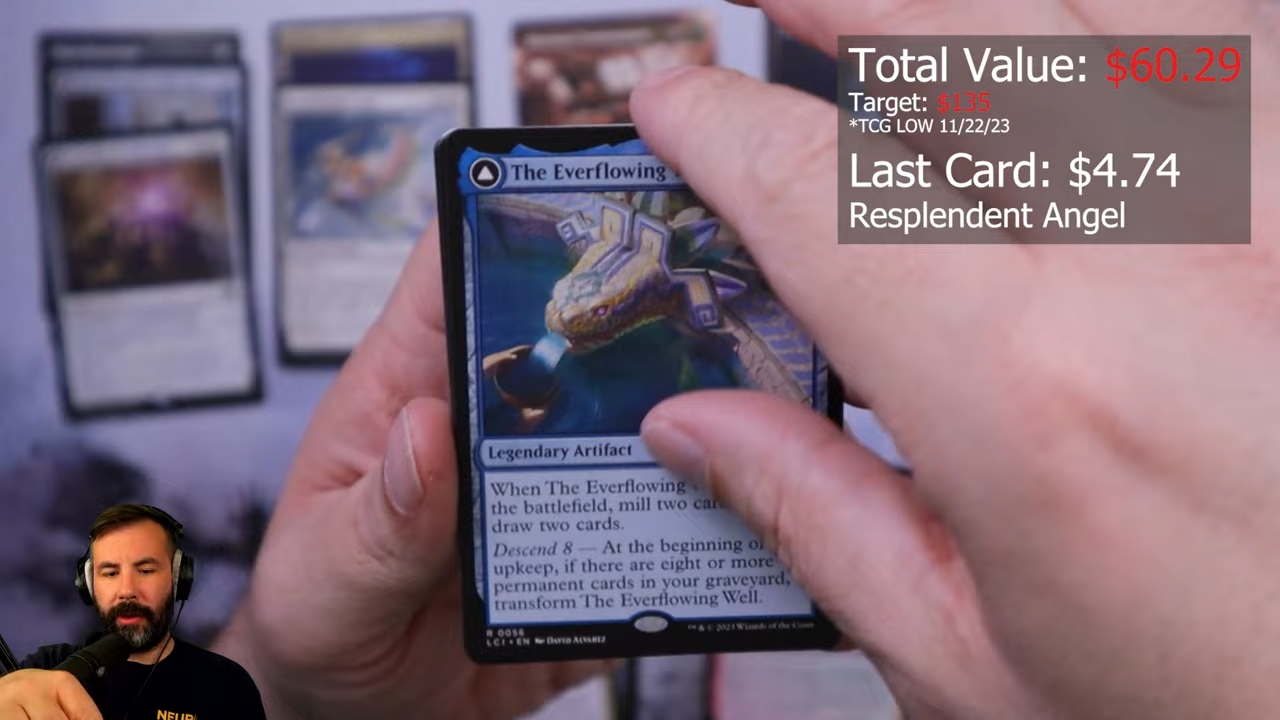 Total Value: $60.29
Target: $135
*TCG LOW 11/22/23
Last Card: $4.74
Resplendent Angel
The Everflowing
Legendary Artifact
When The Everflowing
the battlefield, mill two
draw two cards.
Descend 8 — At the beginning of
upkeep, if there are eight or more
permanent cards in your graveyard,
transform The Everflowing Well.
R 0056
LCI • EN DAVID ALVAREZ
™ & © 2023 Wizards of the Coast